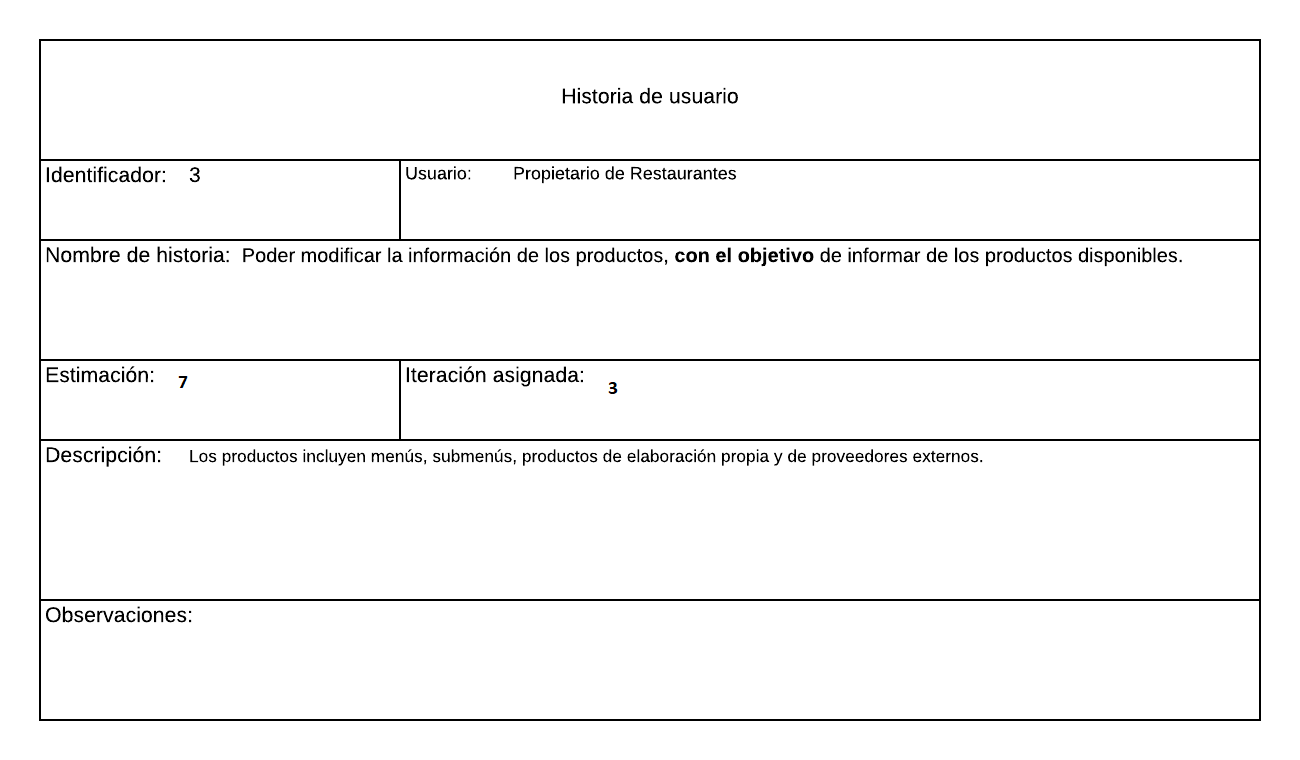 Historia de usuario
Identificador: 3
Usuario: Propietario de Restaurantes
Nombre de historia: Poder modificar la información de los productos, con el objetivo de informar de los productos disponibles.
Estimación: 7
Iteración asignada: 3
Descripción: Los productos incluyen menús, submenús, productos de elaboración propia y de proveedores externos.
Observaciones: